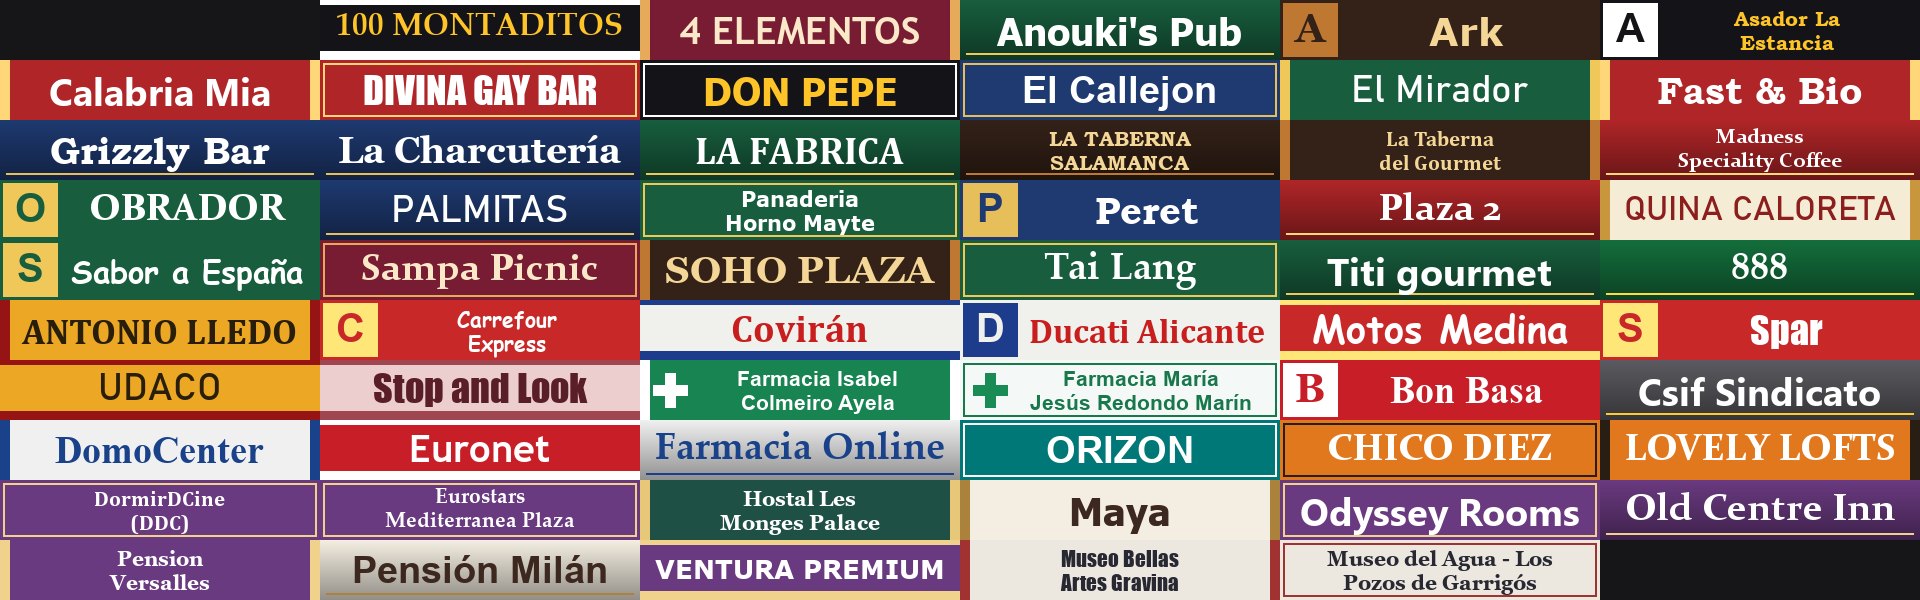 100 MONTADITOS
4 ELEMENTOS
Anouki's Pub
A
Ark
A
Asador La
Estancia
Calabria Mia
DIVINA GAY BAR
DON PEPE
El Callejon
El Mirador
Fast & Bio
Grizzly Bar
La Charcutería
LA FABRICA
LA TABERNA
SALAMANCA
La Taberna
del Gourmet
Madness
Speciality Coffee
O
OBRADOR
PALMITAS
Panaderia
Horno Mayte
P
Peret
Plaza 2
QUINA CALORETA
S
Sabor a España
Sampa Picnic
SOHO PLAZA
Tai Lang
Titi gourmet
888
ANTONIO LLEDO
C
Carrefour
Express
Covirán
D
Ducati Alicante
Motos Medina
S
Spar
UDACO
Stop and Look
Farmacia Isabel
Colmeiro Ayela
Farmacia María
Jesús Redondo Marín
B
Bon Basa
Csif Sindicato
DomoCenter
Euronet
Farmacia Online
ORIZON
CHICO DIEZ
LOVELY LOFTS
DormirDCine
(DDC)
Eurostars
Mediterranea Plaza
Hostal Les
Monges Palace
Maya
Odyssey Rooms
Old Centre Inn
Pension
Versalles
Pensión Milán
VENTURA PREMIUM
Museo Bellas
Artes Gravina
Museo del Agua - Los
Pozos de Garrigós